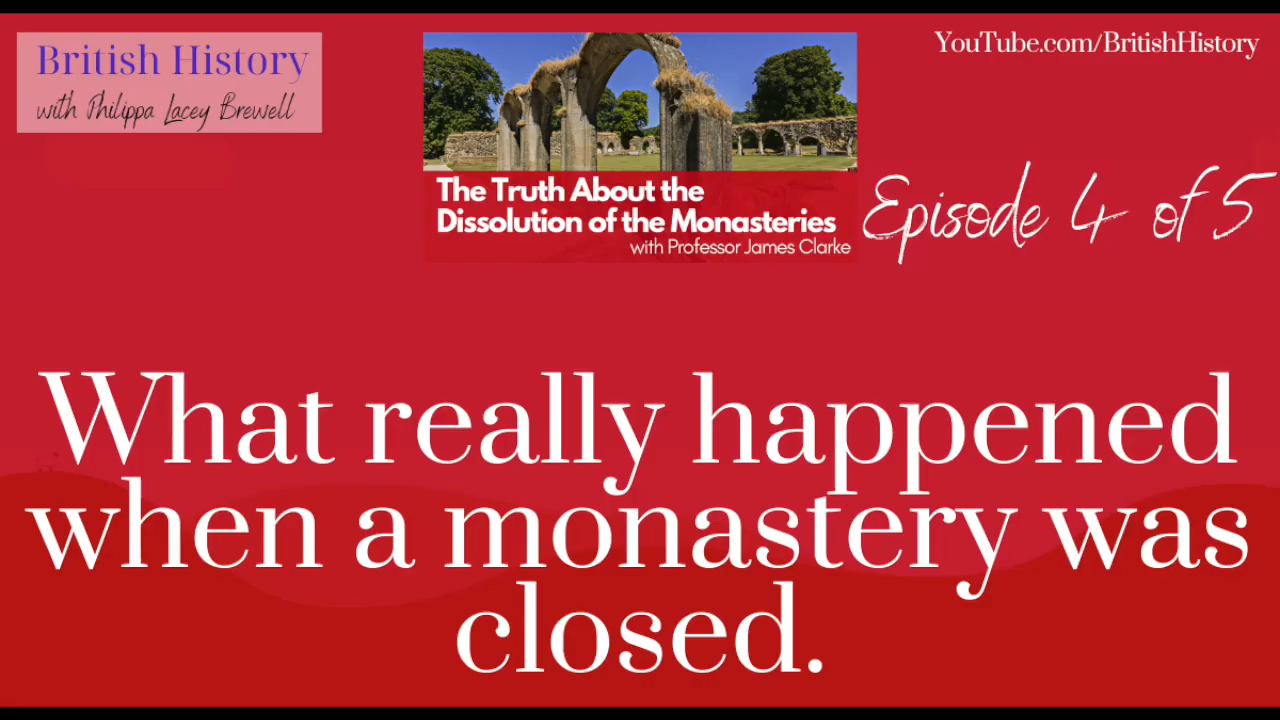 British History
with Philippa Lacey Brewell
YouTube.com/BritishHistory
The Truth About the
Dissolution of the Monasteries
with Professor James Clarke
Episode 4 of 5
What really happened
when a monastery was
closed.